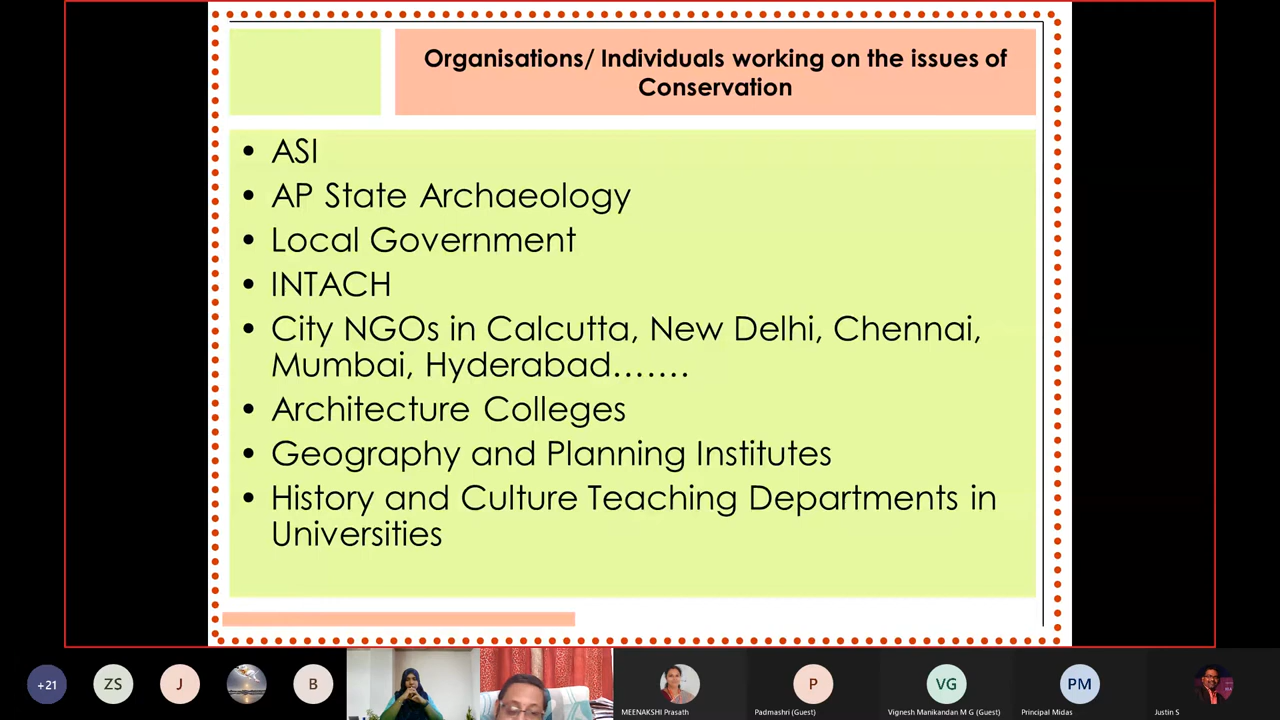 Organisations/ Individuals working on the issues of
Conservation
• ASI
• AP State Archaeology
• Local Government
• INTACH
• City NGOs in Calcutta, New Delhi, Chennai,
Mumbai, Hyderabad…….
• Architecture Colleges
• Geography and Planning Institutes
• History and Culture Teaching Departments in
Universities
+21
ZS
J
B
P
VG
PM
MEENAKSHI Prasath
Padmashri (Guest)
Vignesh Manikandan M G (Guest)
Principal Midas
Justin S